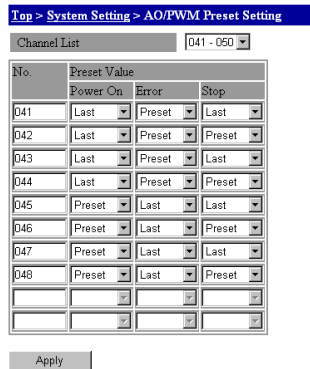 Top > System Setting > AO/PWM Preset Setting
Channel List 041 - 050
No. Preset Value
Power On Error Stop
041 Last Preset Last
042 Last Preset Preset
043 Last Preset Last
044 Last Preset Preset
045 Preset Last Last
046 Preset Last Preset
047 Preset Last Last
048 Preset Last Preset
Apply